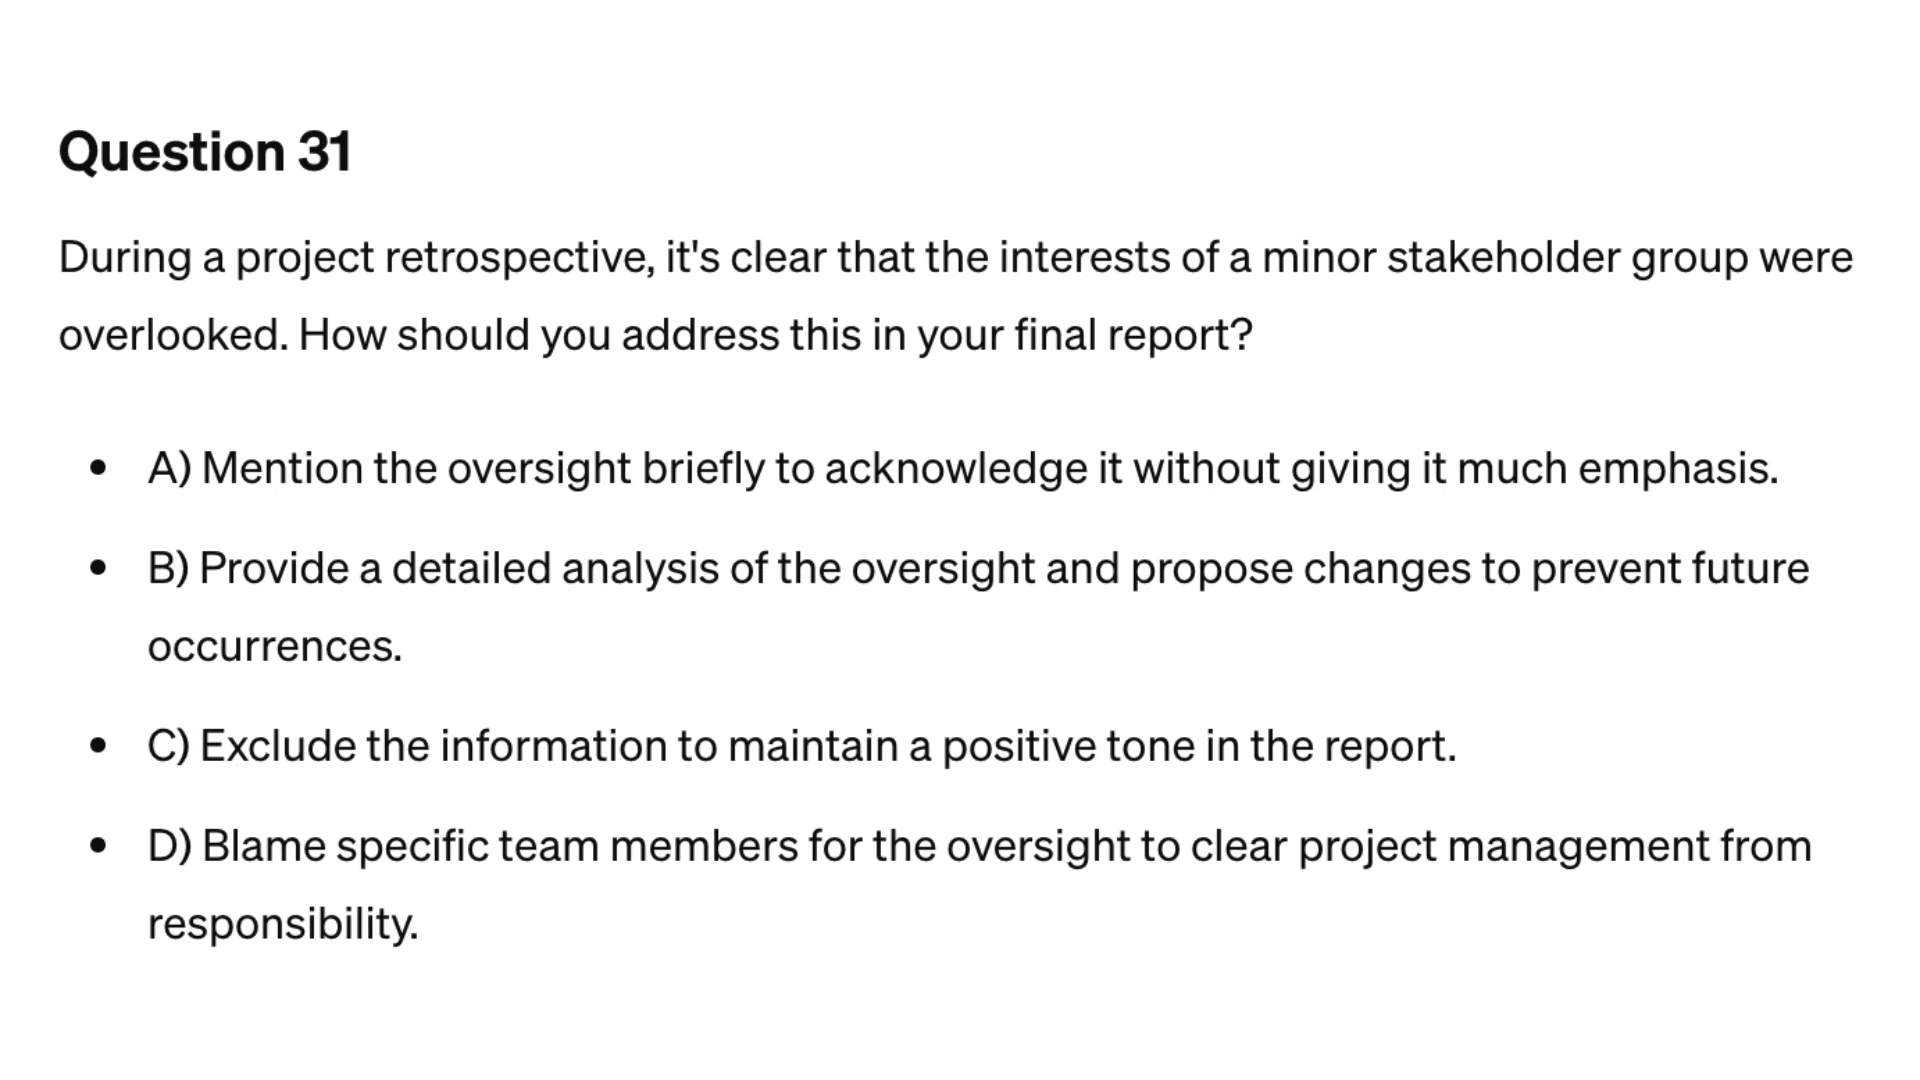 Question 31
During a project retrospective, it's clear that the interests of a minor stakeholder group were
overlooked. How should you address this in your final report?
• A) Mention the oversight briefly to acknowledge it without giving it much emphasis.
• B) Provide a detailed analysis of the oversight and propose changes to prevent future
occurrences.
• C) Exclude the information to maintain a positive tone in the report.
• D) Blame specific team members for the oversight to clear project management from
responsibility.